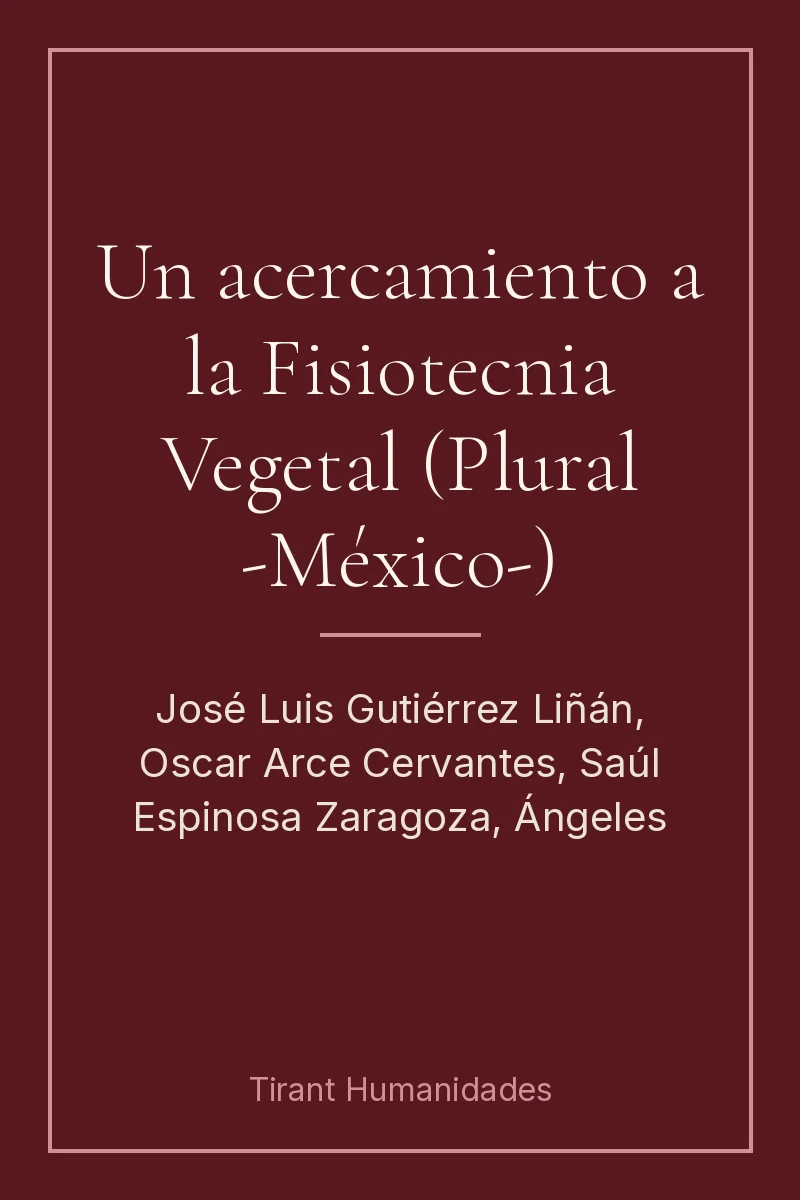 Un acercamiento a
la Fisiotecnia
Vegetal (Plural
-México-)
José Luis Gutiérrez Liñán,
Oscar Arce Cervantes, Saúl
Espinosa Zaragoza, Ángeles
Tirant Humanidades